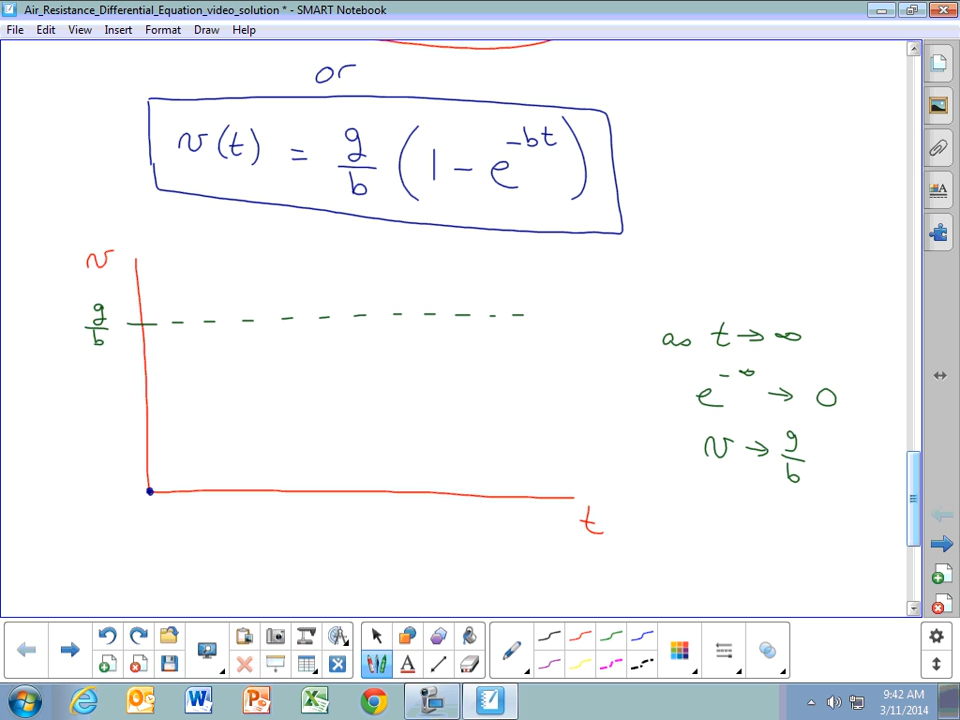 Air_Resistance_Differential_Equation_video_solution * - SMART Notebook
File Edit View Insert Format Draw Help
or
v(t) = g/b (1 - e^-bt)
v
g/b
t
as t → ∞
e^-∞ → 0
v → g/b
A
9:42 AM
3/11/2014